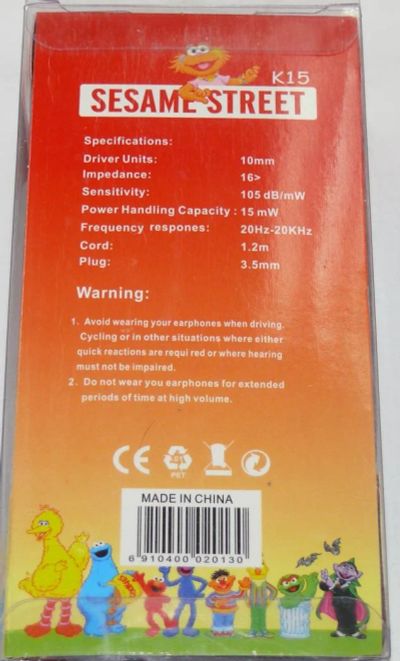 K15
SESAME STREET
Specifications:
Driver Units: 10mm
Impedance: 16>
Sensitivity: 105 dB/mW
Power Handling Capacity : 15 mW
Frequency respones: 20Hz-20KHz
Cord: 1.2m
Plug: 3.5mm
Warning:
1. Avoid wearing your earphones when driving.
Cycling or in other situations where either
quick reactions are requi red or where hearing
must not be impaired.
2. Do not wear you earphones for extended
periods of time at high volume.
CE 01
PET
MADE IN CHINA
6 910400 020130